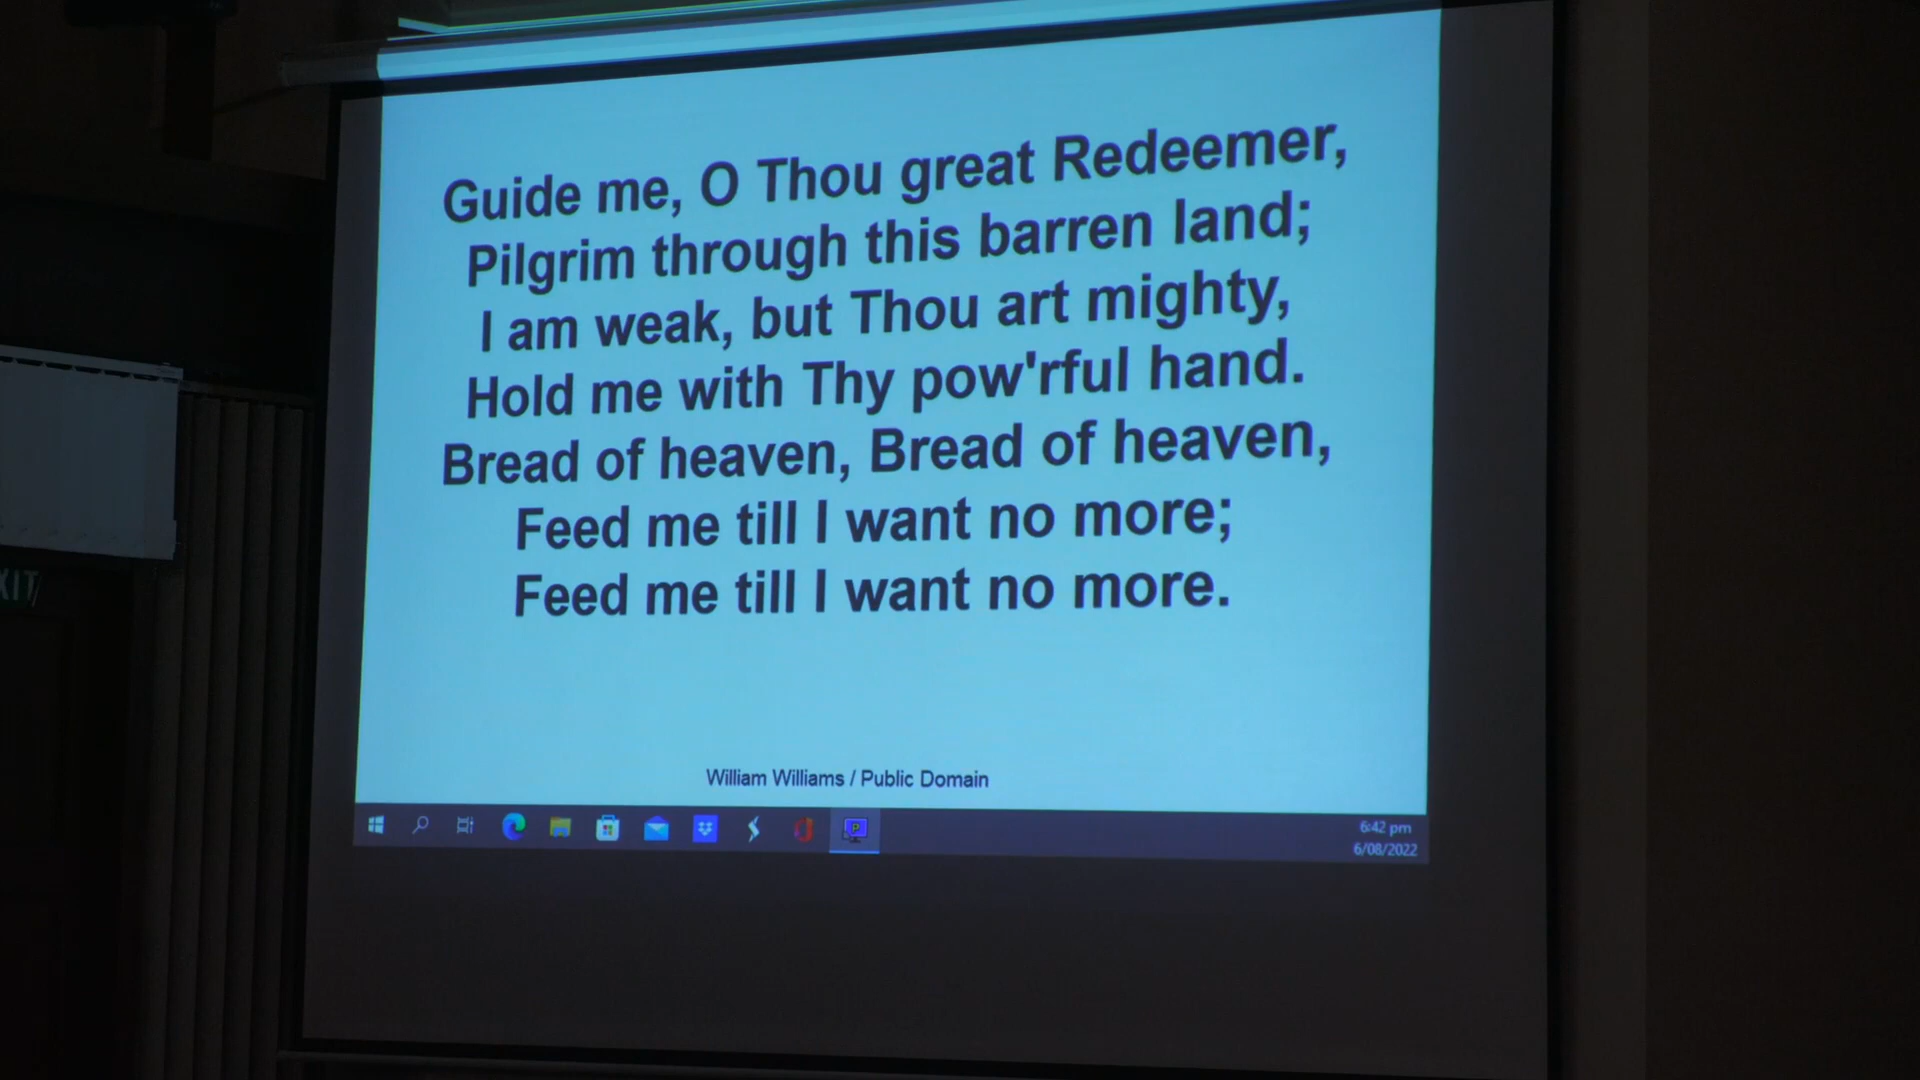 Guide me, O Thou great Redeemer,
Pilgrim through this barren land;
I am weak, but Thou art mighty,
Hold me with Thy pow'rful hand.
Bread of heaven, Bread of heaven,
Feed me till I want no more;
Feed me till I want no more.
William Williams / Public Domain
6:42 pm
6/08/2022
XIT